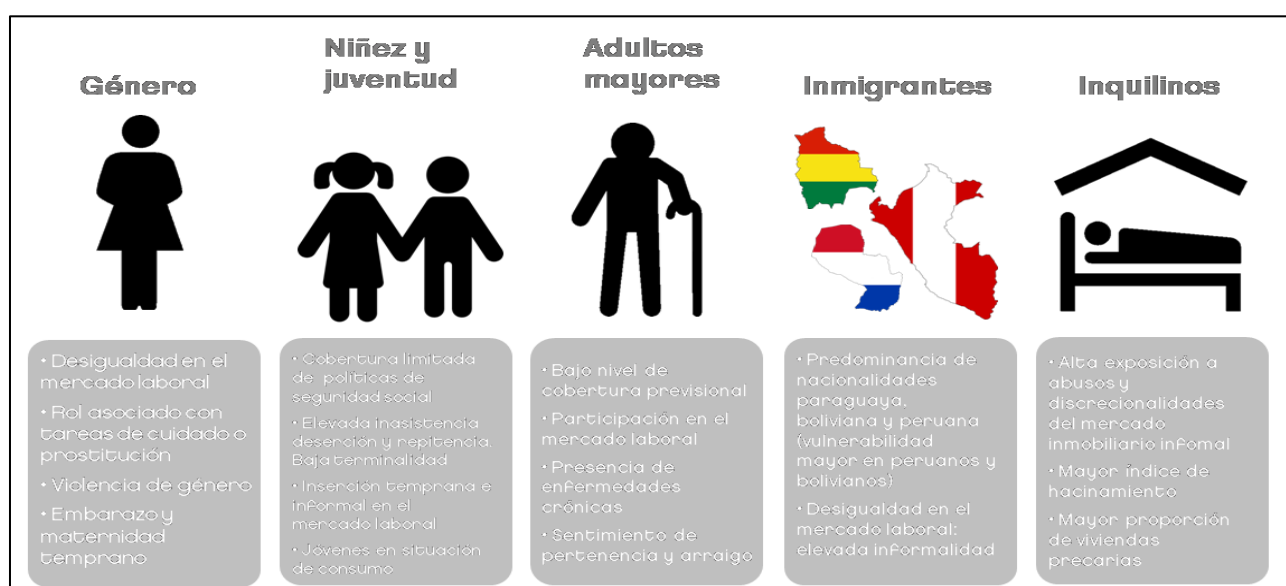 Género
• Desigualdad en el
mercado laboral
• Rol asociado con
tareas de cuidado o
prostitución
• Violencia de género
• Embarazo y
maternidad
temprano
Niñez y
juventud
• Cobertura limitada
de políticas de
seguridad social
• Elevada inasistencia
deserción y repitencia.
Baja terminalidad
• Inserción temprana e
informal en el
mercado laboral
• Jóvenes en situación
de consumo
Adultos
mayores
• Bajo nivel de
cobertura previsional
• Participación en el
mercado laboral
• Presencia de
enfermedades
crónicas
• Sentimiento de
pertenencia y arraigo
Inmigrantes
• Predominancia de
nacionalidades
paraguaya,
boliviana y peruana
(vulnerabilidad
mayor en peruanos y
bolivianos)
• Desigualdad en el
mercado laboral:
elevada informalidad
Inquilinos
• Alta exposición a
abusos y
discrecionalidades
del mercado
inmobiliario infomal
• Mayor índice de
hacinamiento
• Mayor proporción
de viviendas
precarias